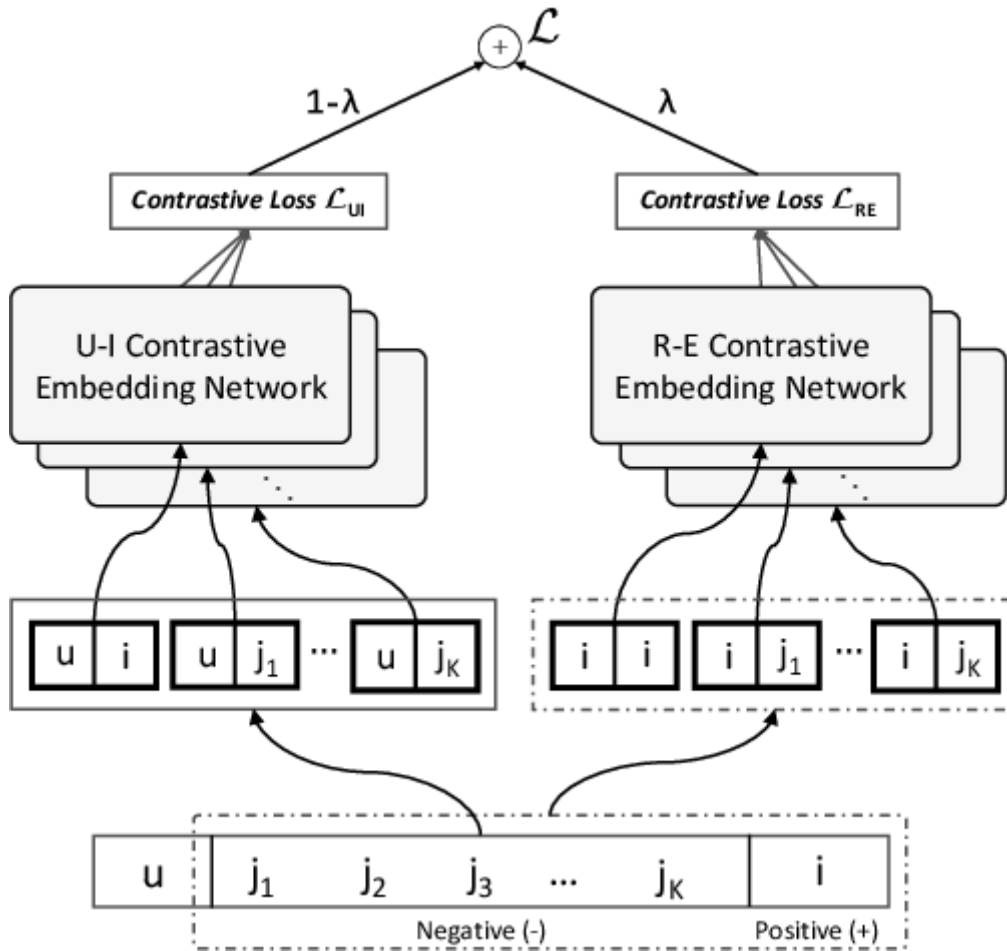 + ℒ
1-λ λ
Contrastive Loss ℒUI Contrastive Loss ℒRE
U-I Contrastive R-E Contrastive
Embedding Network Embedding Network
⋱ ⋱
u i u j1 ... u jK i i i j1 ... i jK
u j1 j2 j3 ... jK i
Negative (-) Positive (+)